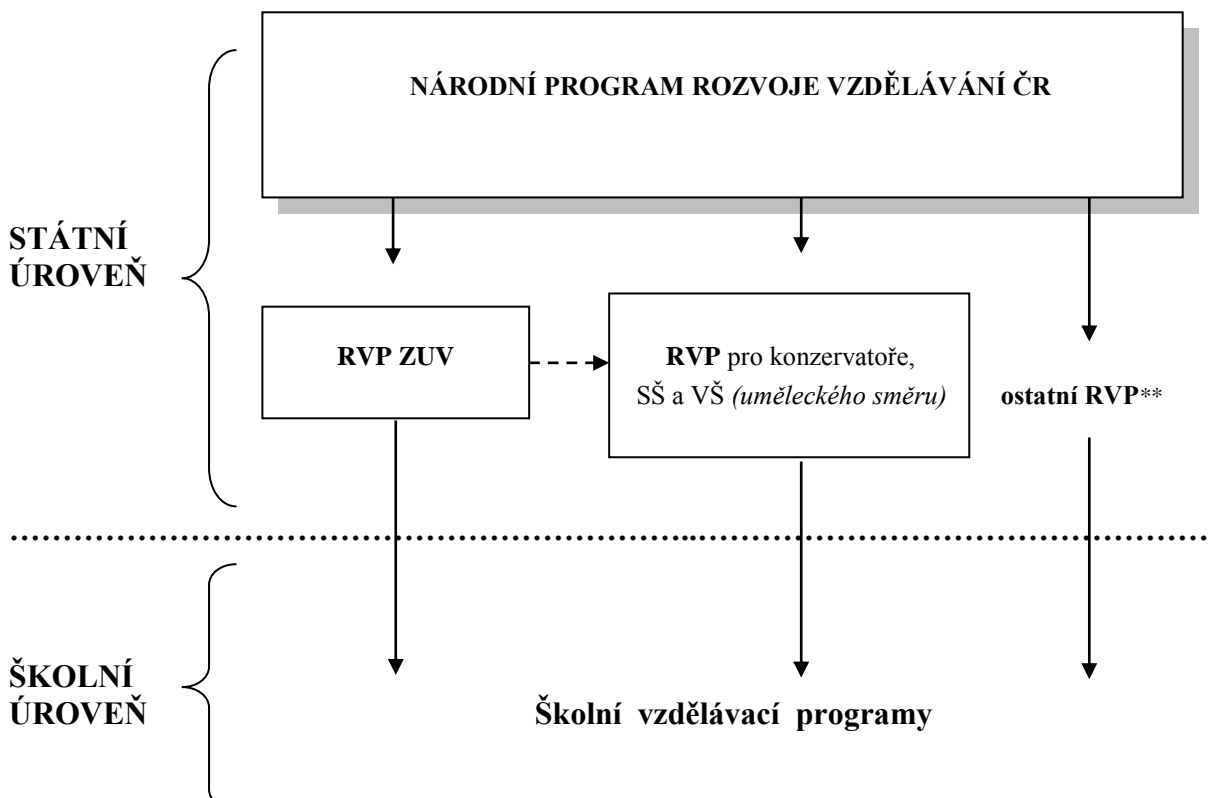 NÁRODNÍ PROGRAM ROZVOJE VZDĚLÁVÁNÍ ČR
STÁTNÍ
ÚROVEŇ
RVP ZUV
RVP pro konzervatoře,
SŠ a VŠ (uměleckého směru)
ostatní RVP**
ŠKOLNÍ
ÚROVEŇ
Školní vzdělávací programy